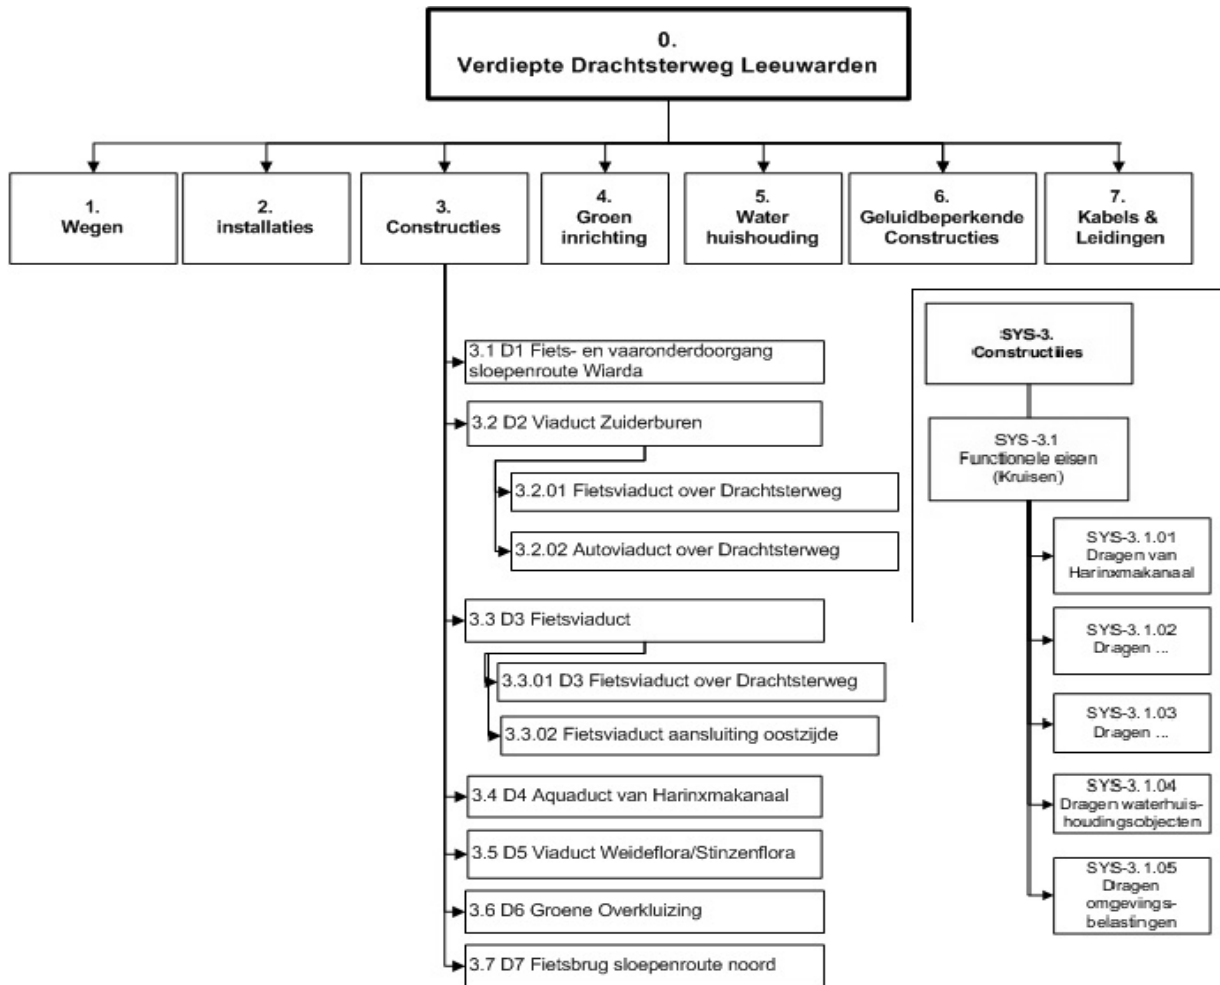 0.
Verdiepte Drachtsterweg Leeuwarden
1.
Wegen
2.
installaties
3.
Constructies
4.
Groen
inrichting
5.
Water
huishouding
6.
Geluidbeperkende
Constructies
7.
Kabels &
Leidingen
3.1 D1 Fiets- en vaaronderdoorgang
sloepenroute Wiarda
3.2 D2 Viaduct Zuiderburen
3.2.01 Fietsviaduct over Drachtsterweg
3.2.02 Autoviaduct over Drachtsterweg
3.3 D3 Fietsviaduct
3.3.01 D3 Fietsviaduct over Drachtsterweg
3.3.02 Fietsviaduct aansluiting oostzijde
3.4 D4 Aquaduct van Harinxmakanaal
3.5 D5 Viaduct Weideflora/Stinzenflora
3.6 D6 Groene Overkluizing
3.7 D7 Fietsbrug sloepenroute noord
SYS-3.
Constructiies
SYS-3.1
Functionele eisen
(Kruisen)
SYS-3.1.01
Dragen van
Harinxmakanaal
SYS-3.1.02
Dragen ...
SYS-3.1.03
Dragen ...
SYS-3.1.04
Dragen waterhuis-
houdingsobjecten
SYS-3.1.05
Dragen
omgevings-
belastingen